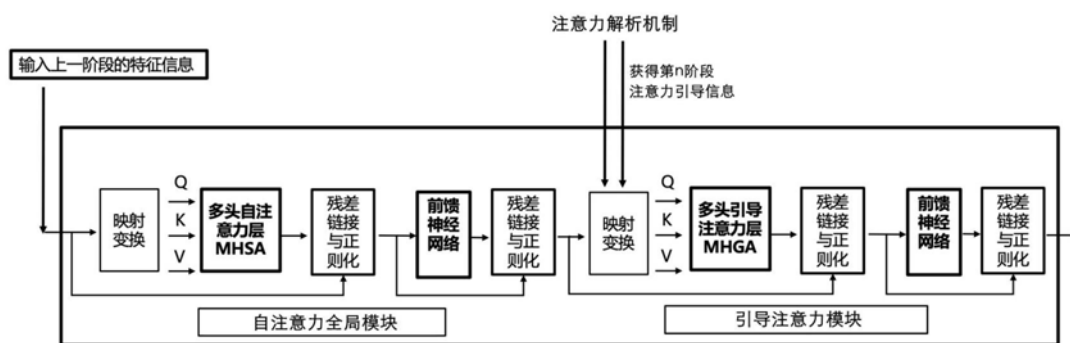 注意力解析机制
输入上一阶段的特征信息
获得第n阶段
注意力引导信息
映射
变换
Q
K
V
多头自注
意力层
MHSA
残差
链接
与正
则化
前馈
神经
网络
残差
链接
与正
则化
映射
变换
Q
K
V
多头引导
注意力层
MHGA
残差
链接
与正
则化
前馈
神经
网络
残差
链接
与正
则化
自注意力全局模块
引导注意力模块